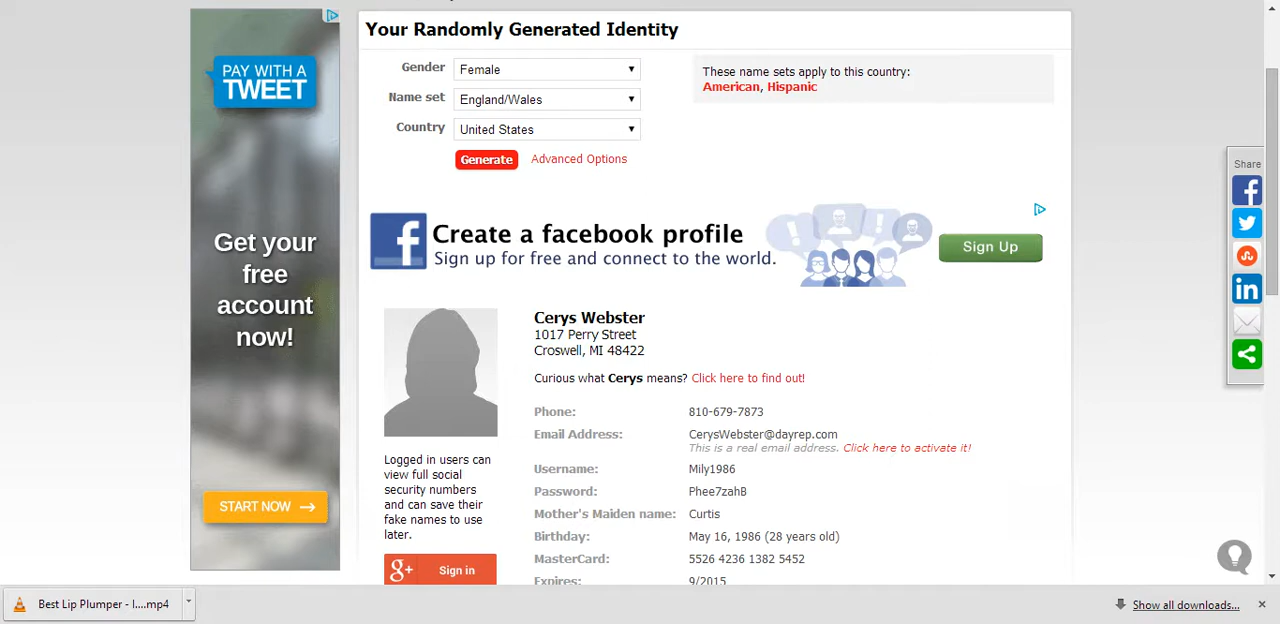 Your Randomly Generated Identity
Gender
Female
Name set
England/Wales
Country
United States
Generate
Advanced Options
These name sets apply to this country:
American, Hispanic
PAY WITH A
TWEET
Get your
free
account
now!
START NOW
Create a facebook profile
Sign up for free and connect to the world.
Sign Up
Share
Cerys Webster
1017 Perry Street
Croswell, MI 48422
Curious what Cerys means? Click here to find out!
Phone: 810-679-7873
Email Address: CerysWebster@dayrep.com
This is a real email address. Click here to activate it!
Username: Mily1986
Password: Phee7zahB
Mother's Maiden name: Curtis
Birthday: May 16, 1986 (28 years old)
MasterCard: 5526 4236 1382 5452
Expires: 9/2015
Logged in users can
view full social
security numbers
and can save their
fake names to use
later.
g+ Sign in
Best Lip Plumper - I....mp4
Show all downloads...